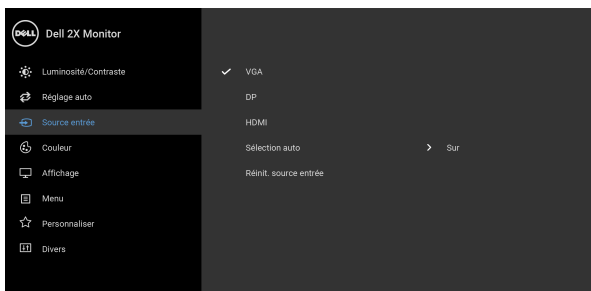 DELL Dell 2X Monitor
Luminosité/Contraste
VGA
Réglage auto
DP
Source entrée
HDMI
Couleur
Sélection auto
Sur
Affichage
Réinit. source entrée
Menu
Personnaliser
Divers